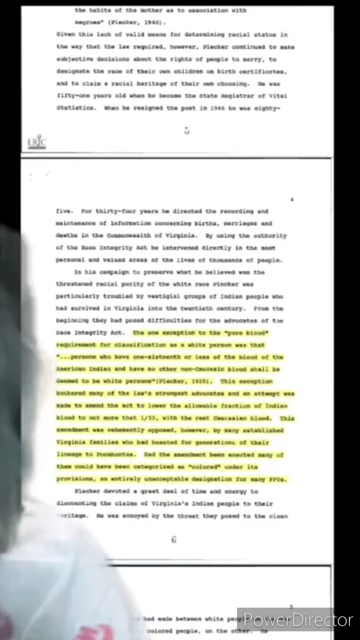 the habits of the mother as to association with
negroes" (Plecker, 1940).
Given this lack of valid means for determining racial status in
the way that the law required, however, Plecker continued to make
subjective decisions about the rights of people to marry, to
designate the race of their own children on birth certificates,
and to claim a racial heritage of their own choosing. He was
fifty-one years old when he became the State Registrar of Vital
Statistics. When he resigned the post in 1946 he was eighty-
5
ERIC
4
five. For thirty-four years he directed the recording and
maintenance of information concerning births, marriages and
deaths in the Commonwealth of Virginia. By using the authority
of the Race Integrity Act he intervened directly in the most
personal and valued areas of the lives of thousands of people.
In his campaign to preserve what he believed was the
threatened racial purity of the white race Plecker was
particularly troubled by vestigial groups of Indian people who
had survived in Virginia into the twentieth century. From the
beginning they had posed difficulties for the advocates of the
Race Integrity Act. The one exception to the "pure blood"
requirement for classification as a white person was that
"...persons who have one-sixteenth or less of the blood of the
American Indian and have no other non-Caucasic blood shall be
deemed to be white persons"(Plecker, 1925). This exception
bothered many of the law's strongest advocates and an attempt was
made to amend the act to lower the allowable fraction of Indian
blood to not more that 1/32, with the rest Caucasian blood. This
amendment was vehemently opposed, however, by many established
Virginia families who had boasted for generations of their
lineage to Pocahontas. Had the amendment been enacted many of
them could have been categorized as "colored" under its
provisions, an entirely unacceptable designation for many FFVs.
Plecker devoted a great deal of time and energy to
discounting the claims of Virginia's Indian people to their
heritage. He was annoyed by the threat they posed to the clean
6
5
had made between white people
colored people, on the other. He
PowerDirector